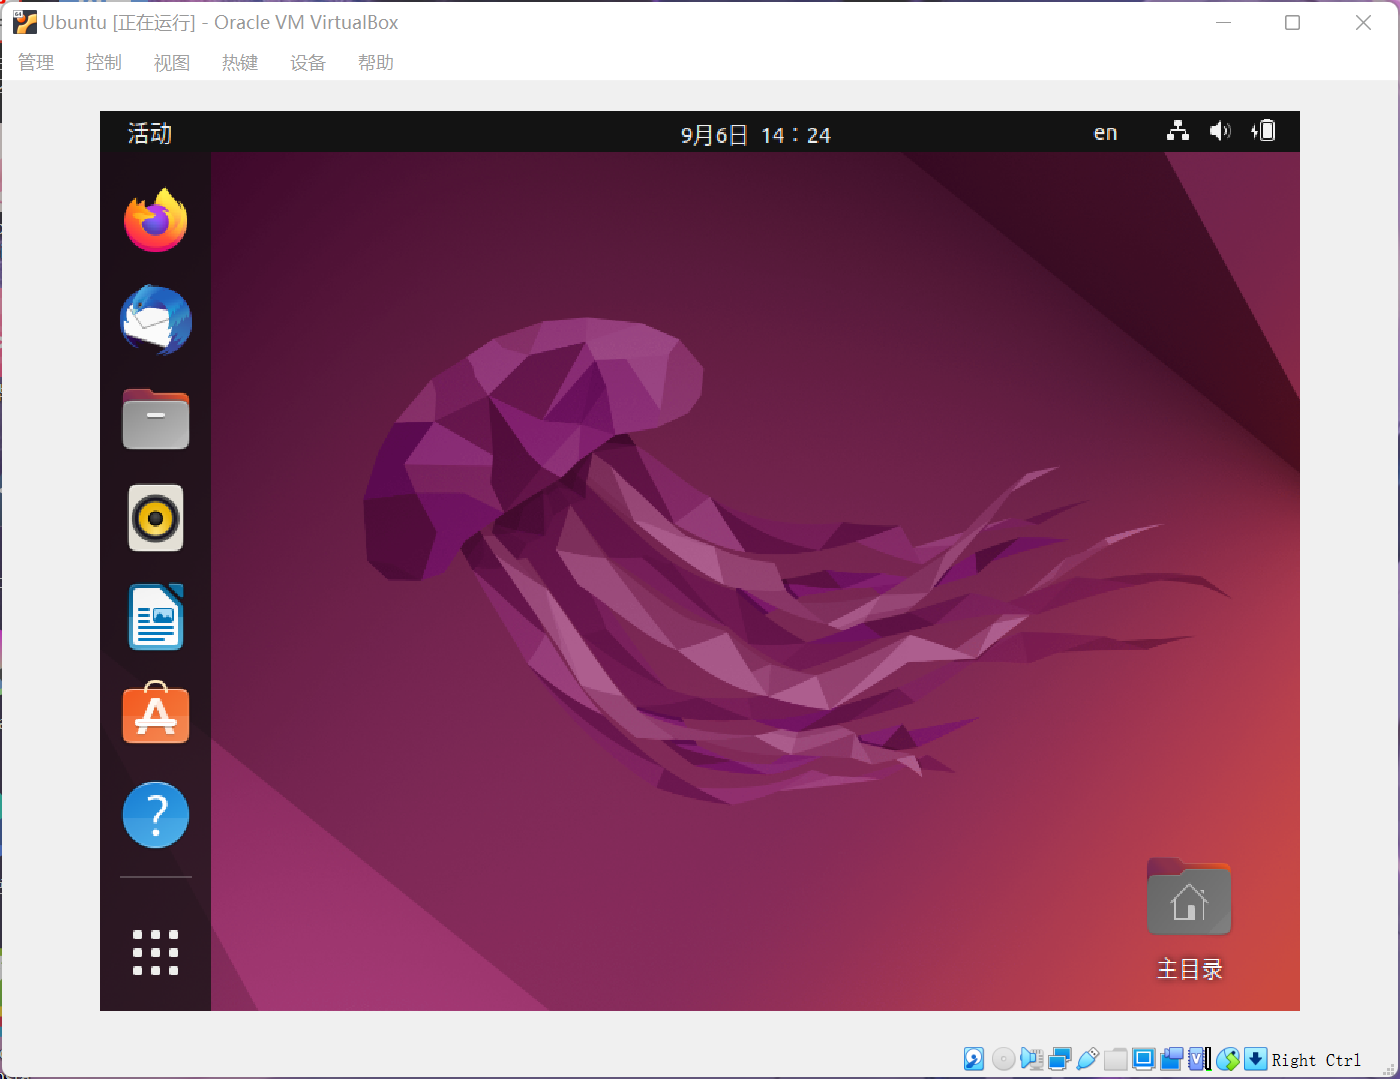 Ubuntu [正在运行] - Oracle VM VirtualBox
管理 控制 视图 热键 设备 帮助
活动 9月6日 14：24 en
主目录
Right Ctrl